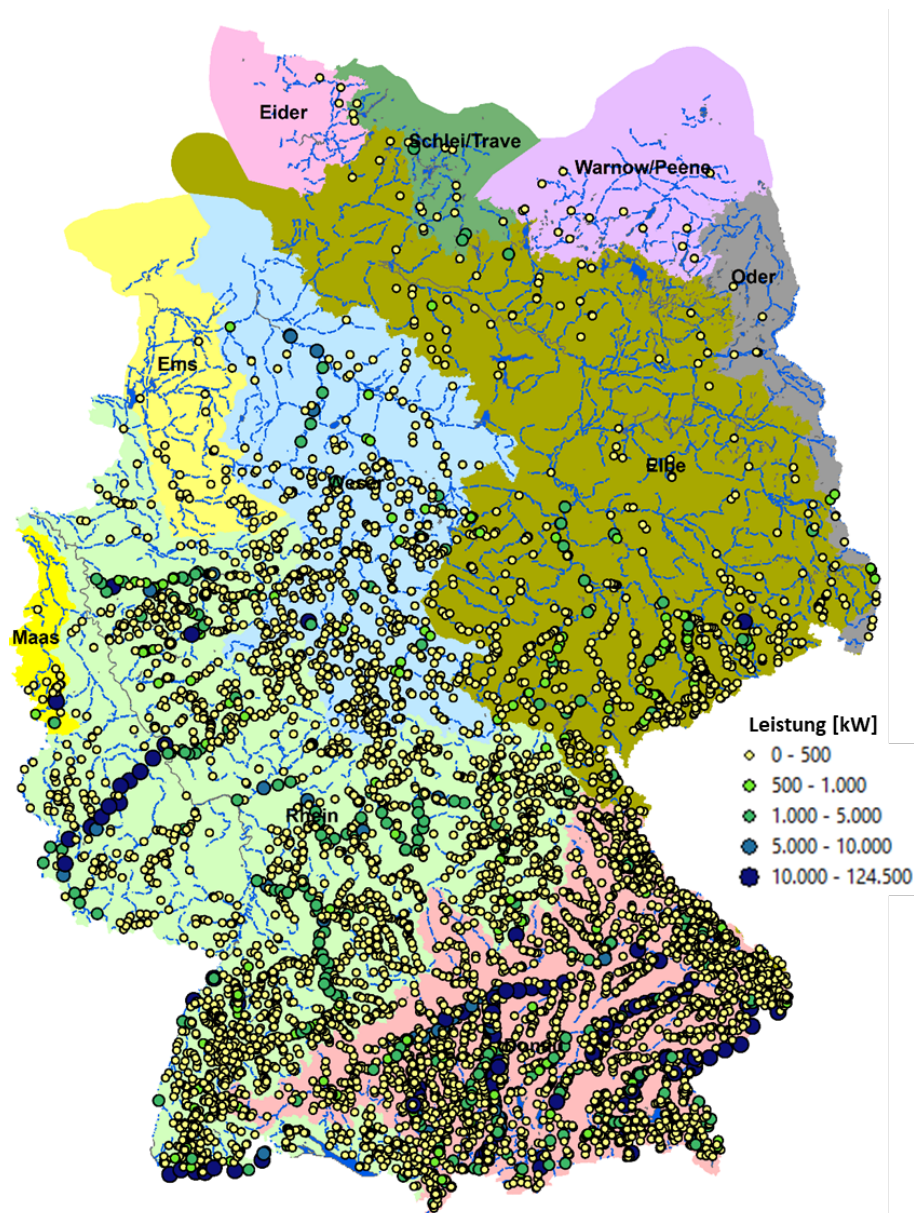 Eider
Schlei/Trave
Warnow/Peene
Oder
Ems
Elbe
Weser
Maas
Leistung [kW]
0 - 500
500 - 1.000
1.000 - 5.000
5.000 - 10.000
10.000 - 124.500
Rhein
Donau